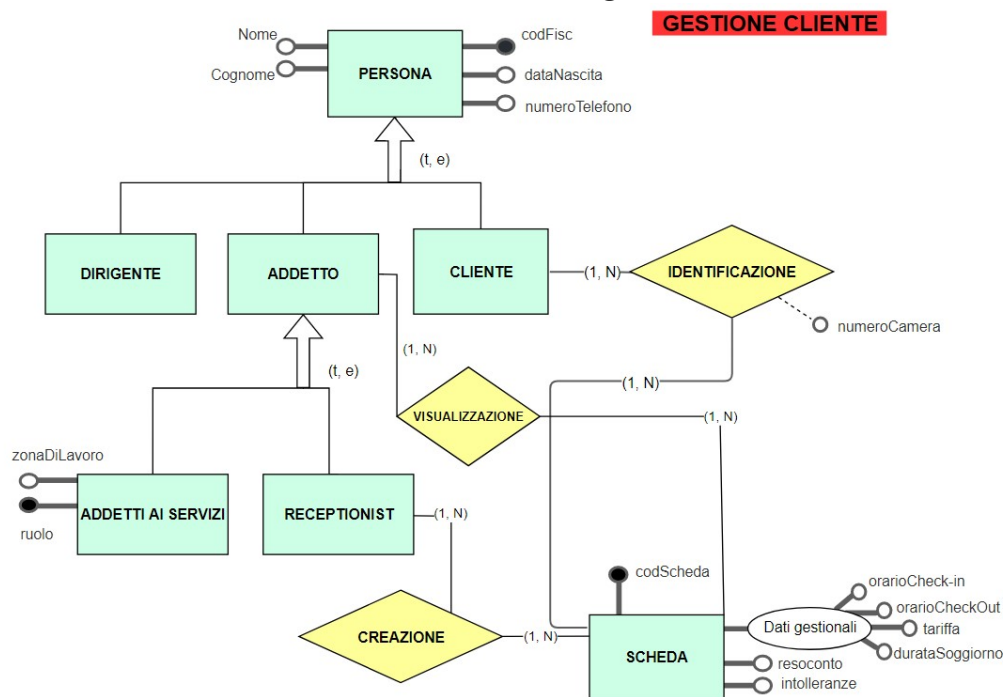 GESTIONE CLIENTE
Nome
codFisc
Cognome
PERSONA
dataNascita
numeroTelefono
(t, e)
DIRIGENTE
ADDETTO
CLIENTE
(1, N)
IDENTIFICAZIONE
numeroCamera
(1, N)
(t, e)
(1, N)
VISUALIZZAZIONE
(1, N)
zonaDiLavoro
ruolo
ADDETTI AI SERVIZI
RECEPTIONIST
(1, N)
codScheda
orarioCheck-in
orarioCheckOut
Dati gestionali
tariffa
durataSoggiorno
CREAZIONE
(1, N)
SCHEDA
resoconto
intolleranze